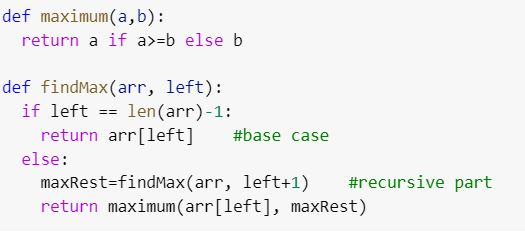 def maximum(a,b):
  return a if a>=b else b

def findMax(arr, left):
  if left == len(arr)-1:
    return arr[left]    #base case
  else:
    maxRest=findMax(arr, left+1)    #recursive part
    return maximum(arr[left], maxRest)